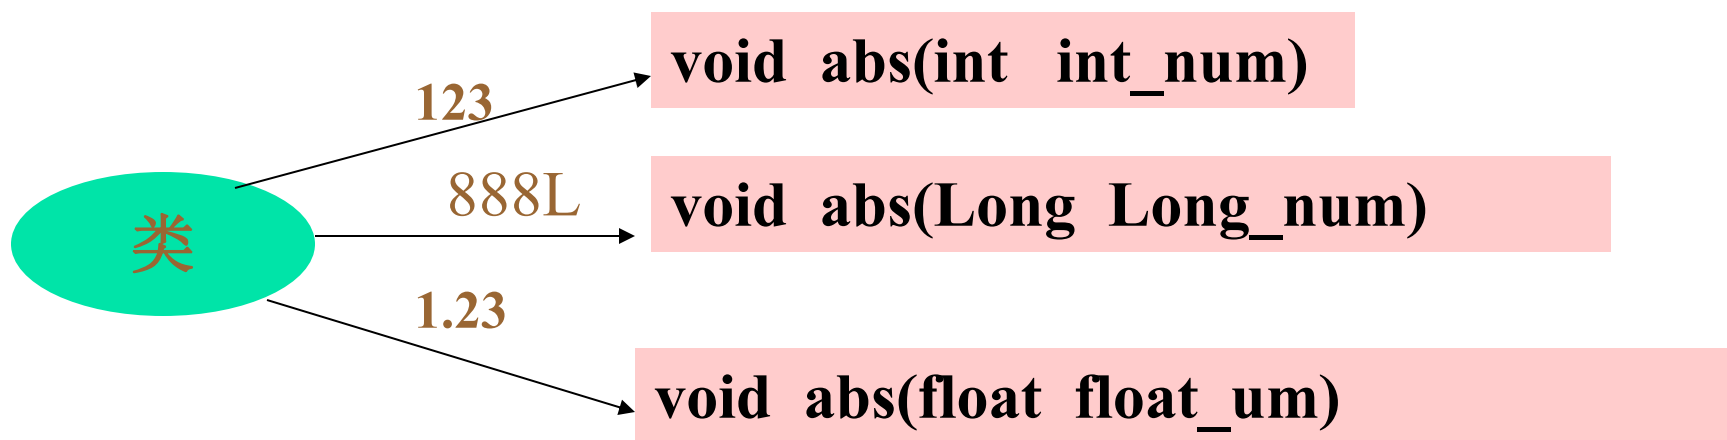 void abs(int int_num)
123
888L
void abs(Long Long_num)
类
1.23
void abs(float float_um)